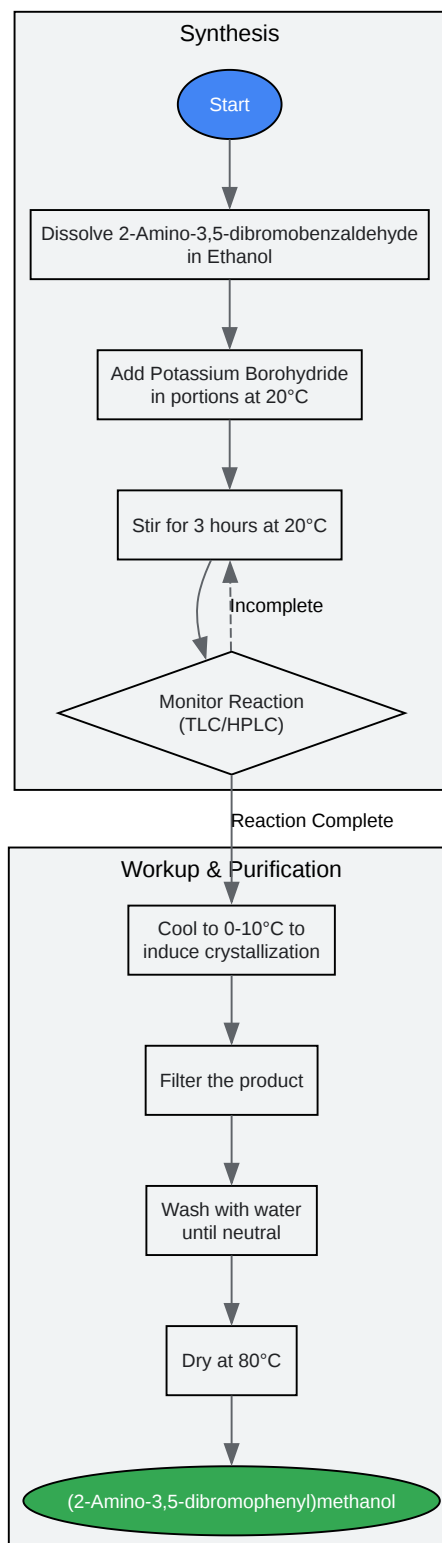 Synthesis
Start
Dissolve 2-Amino-3,5-dibromobenzaldehyde
in Ethanol
Add Potassium Borohydride
in portions at 20°C
Stir for 3 hours at 20°C
Incomplete
Monitor Reaction
(TLC/HPLC)
Reaction Complete
Workup & Purification
Cool to 0-10°C to
induce crystallization
Filter the product
Wash with water
until neutral
Dry at 80°C
(2-Amino-3,5-dibromophenyl)methanol